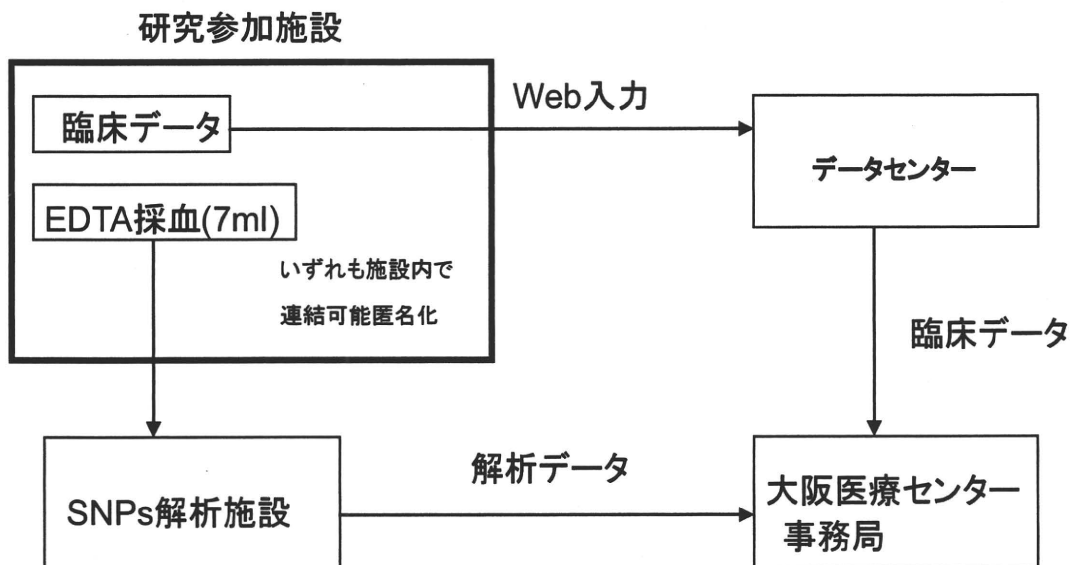 研究参加施設
臨床データ
Web入力
データセンター
EDTA採血(7ml)
いずれも施設内で
連結可能匿名化
臨床データ
SNPs解析施設
解析データ
大阪医療センター
事務局